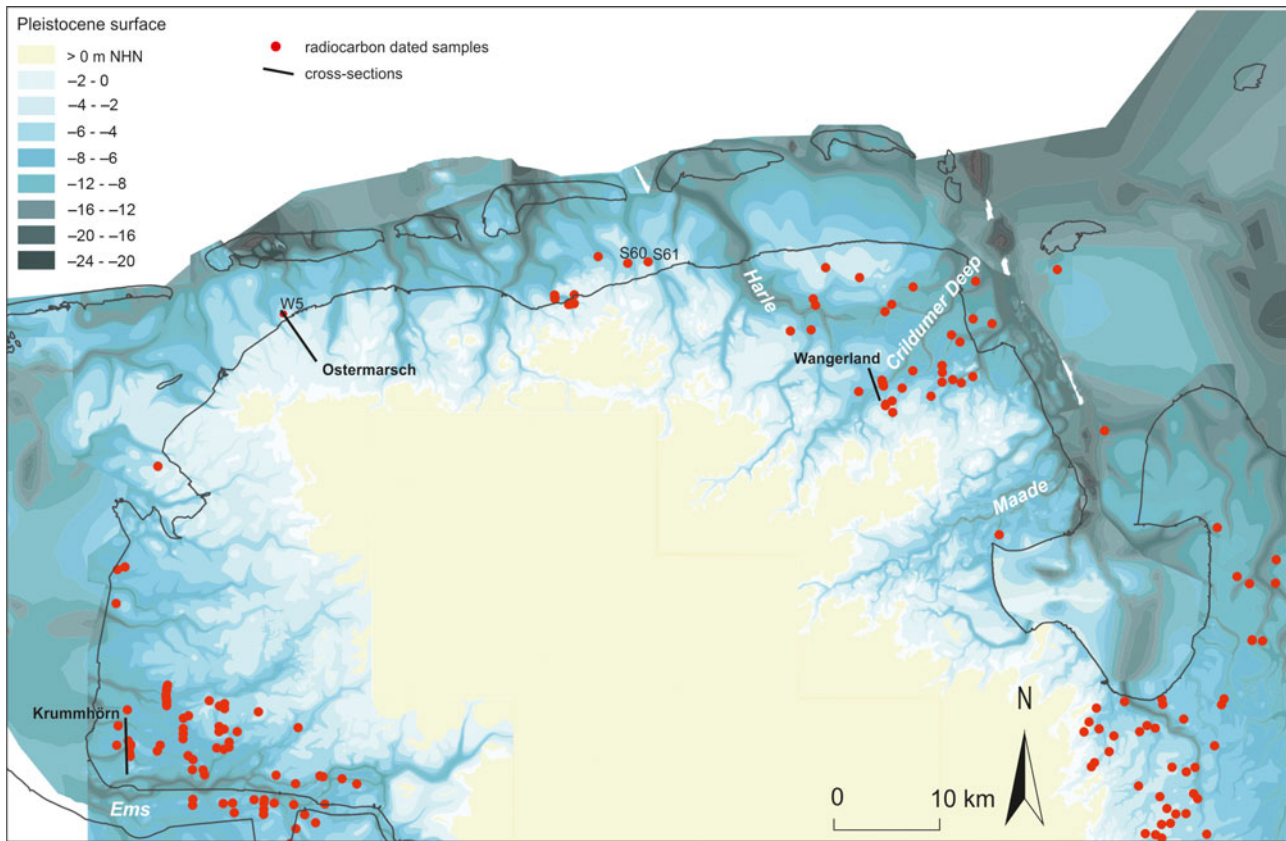 Pleistocene surface
> 0 m NHN
–2 - 0
–4 - –2
–6 - –4
–8 - –6
–12 - –8
–16 - –12
–20 - –16
–24 - –20
radiocarbon dated samples
cross-sections
S60 S61
W5
Ostermarsch
Harle
Crildumer Deep
Wangerland
Maade
Krummhörn
Ems
N
0 10 km